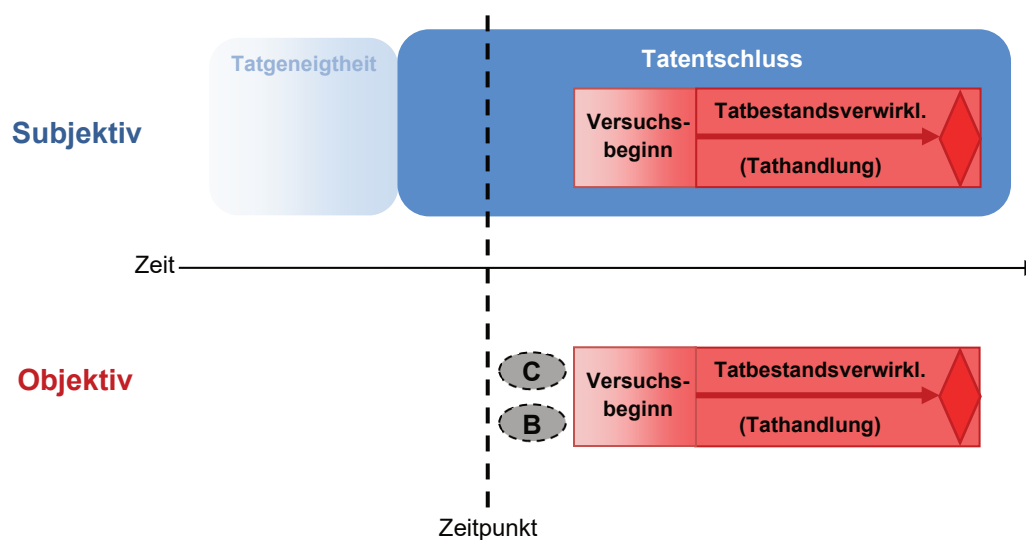 Tatgeneigtheit
Tatentschluss
Subjektiv
Versuchs-
beginn
Tatbestandsverwirkl.
(Tathandlung)
Zeit
Objektiv
C
B
Versuchs-
beginn
Tatbestandsverwirkl.
(Tathandlung)
Zeitpunkt